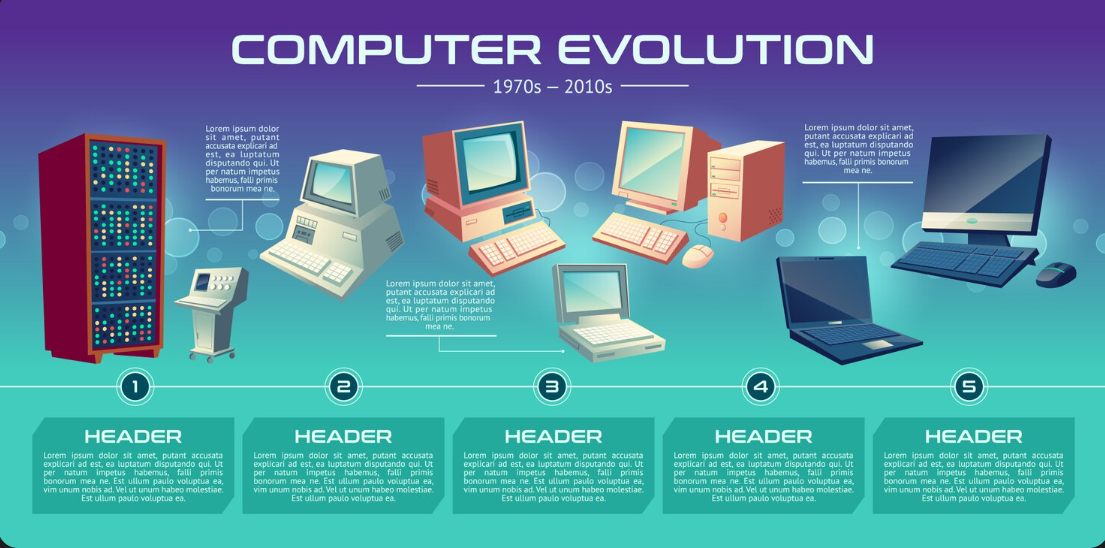 COMPUTER EVOLUTION
1970s — 2010s
Lorem ipsum dolor
sit amet, putant
accusata explicari ad
est, ea luptatum
disputando qui. Ut
per natum impetus
habemus, falli primis
bonorum mea ne.
Lorem ipsum dolor sit amet,
putant accusata explicari ad
est, ea luptatum disputando
qui. Ut per natum impetus
habemus, falli primis bonorum
mea ne.
Lorem ipsum dolor sit amet,
putant accusata explicari ad
est, ea luptatum disputando
qui. Ut per natum impetus
habemus, falli primis bonorum
mea ne.
1
2
3
4
5
HEADER
Lorem ipsum dolor sit amet, putant accusata
explicari ad est, ea luptatum disputando qui. Ut
per natum impetus habemus, falli primis
bonorum mea ne. Est ullum paulo voluptua ea,
vim unum nobis ad. Vel ut unum habeo molestiae.
Est ullum paulo voluptua ea.
HEADER
Lorem ipsum dolor sit amet, putant accusata
explicari ad est, ea luptatum disputando qui. Ut
per natum impetus habemus, falli primis
bonorum mea ne. Est ullum paulo voluptua ea,
vim unum nobis ad. Vel ut unum habeo molestiae.
Est ullum paulo voluptua ea.
HEADER
Lorem ipsum dolor sit amet, putant accusata
explicari ad est, ea luptatum disputando qui. Ut
per natum impetus habemus, falli primis
bonorum mea ne. Est ullum paulo voluptua ea,
vim unum nobis ad. Vel ut unum habeo molestiae.
Est ullum paulo voluptua ea.
HEADER
Lorem ipsum dolor sit amet, putant accusata
explicari ad est, ea luptatum disputando qui. Ut
per natum impetus habemus, falli primis
bonorum mea ne. Est ullum paulo voluptua ea,
vim unum nobis ad. Vel ut unum habeo molestiae.
Est ullum paulo voluptua ea.
HEADER
Lorem ipsum dolor sit amet, putant accusata
explicari ad est, ea luptatum disputando qui. Ut
per natum impetus habemus, falli primis
bonorum mea ne. Est ullum paulo voluptua ea,
vim unum nobis ad. Vel ut unum habeo molestiae.
Est ullum paulo voluptua ea.